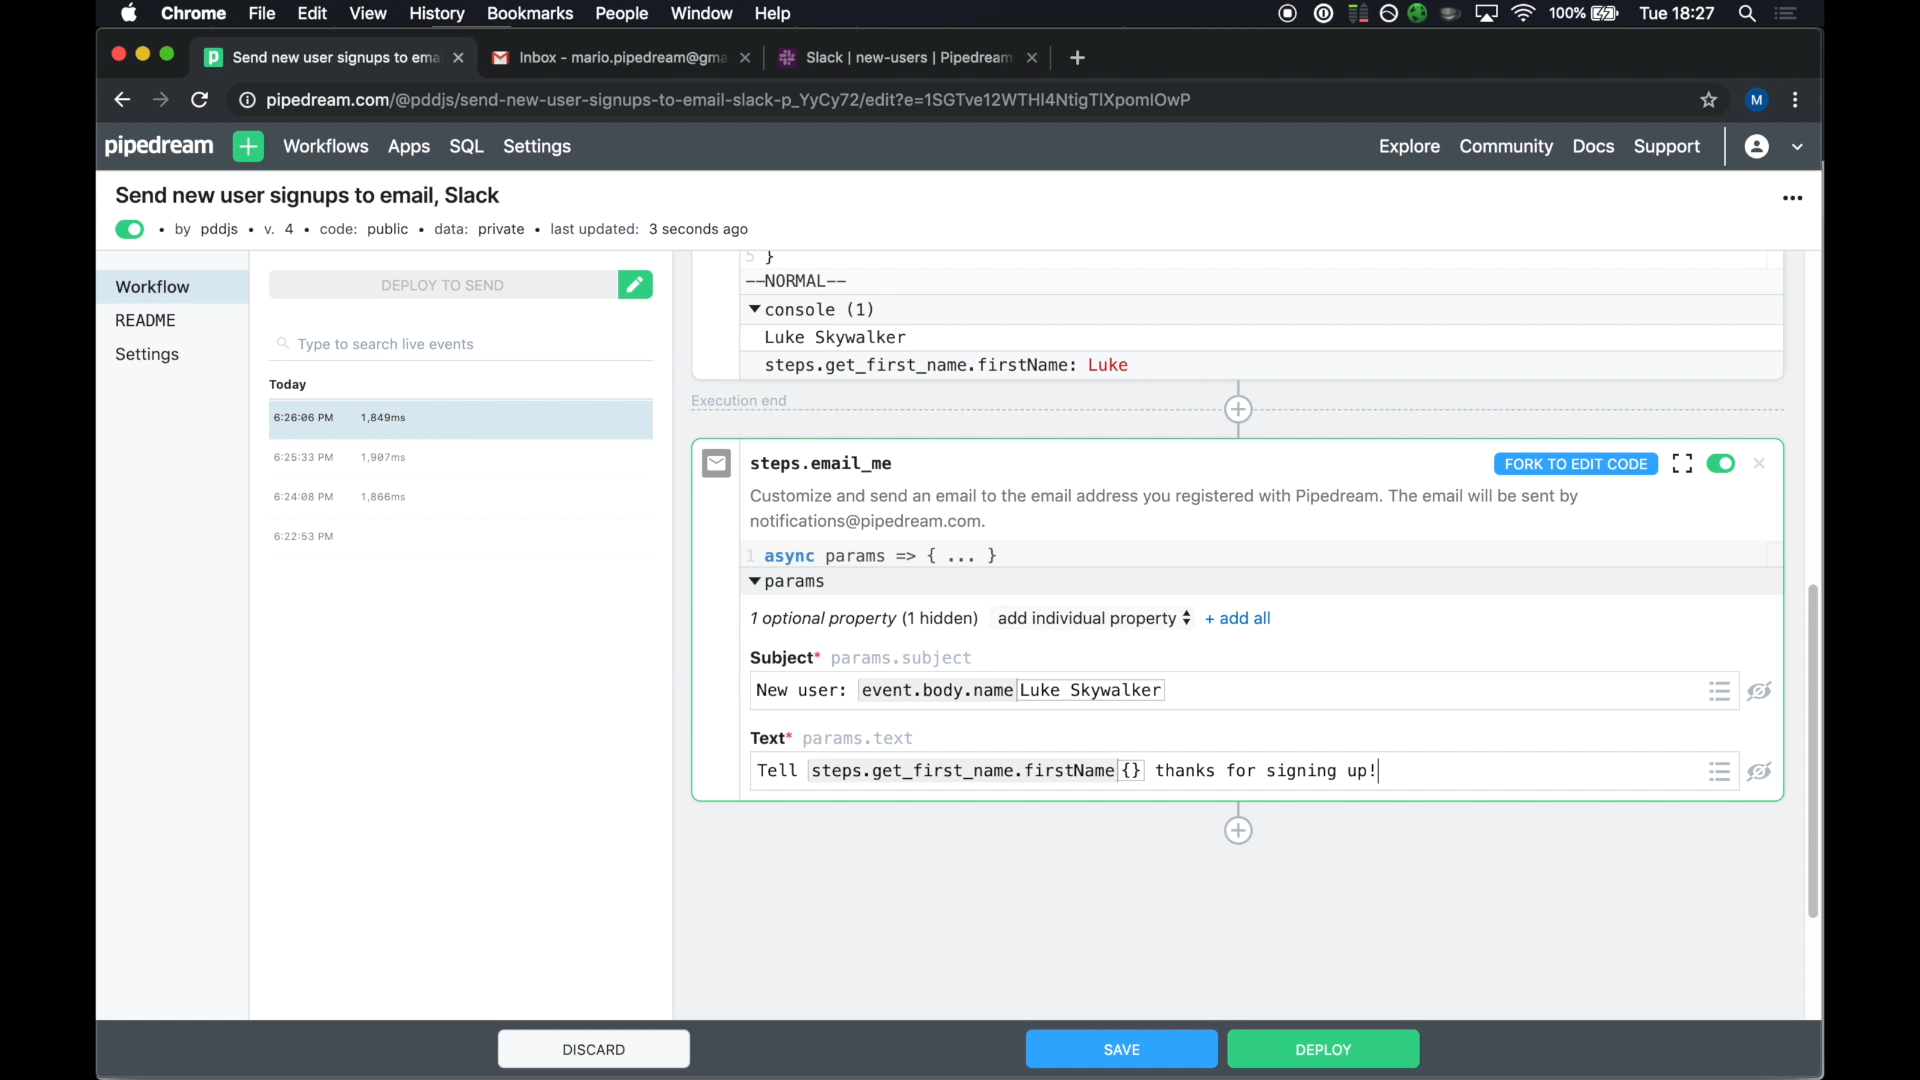 Chrome File Edit View History Bookmarks People Window Help 100% Tue 18:27
Send new user signups to ema Inbox - mario.pipedream@gma Slack | new-users | Pipedream
pipedream.com/@pddjs/send-new-user-signups-to-email-slack-p_YyCy72/edit?e=1SGTve12WTHl4NtigTlXpomIOwP M
pipedream + Workflows Apps SQL Settings Explore Community Docs Support
Send new user signups to email, Slack
• by pddjs • v. 4 • code: public • data: private • last updated: 3 seconds ago
Workflow
README
Settings
DEPLOY TO SEND
Type to search live events
Today
6:26:06 PM 1,849ms
6:25:33 PM 1,907ms
6:24:08 PM 1,866ms
6:22:53 PM
5 }
--NORMAL--
console (1)
Luke Skywalker
steps.get_first_name.firstName: Luke
Execution end
steps.email_me FORK TO EDIT CODE
Customize and send an email to the email address you registered with Pipedream. The email will be sent by
notifications@pipedream.com.
1 async params => { ... }
params
1 optional property (1 hidden) add individual property + add all
Subject* params.subject
New user: event.body.name Luke Skywalker
Text* params.text
Tell steps.get_first_name.firstName {} thanks for signing up!
DISCARD SAVE DEPLOY